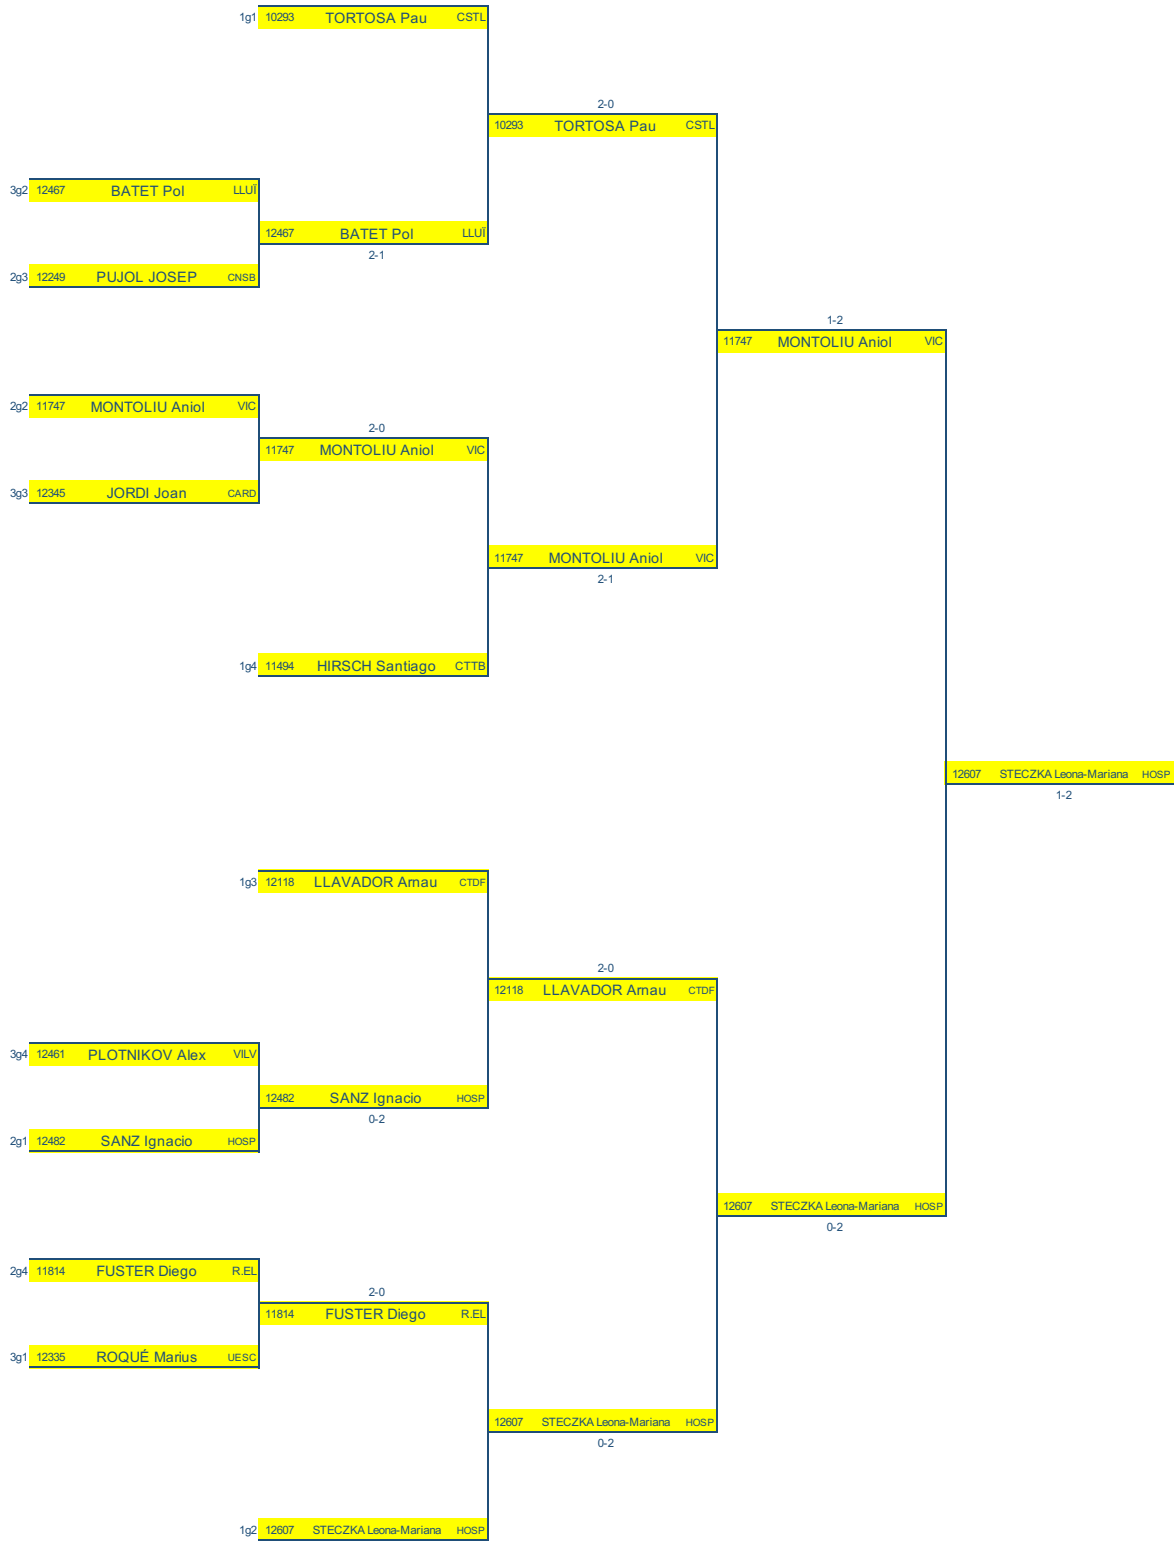 1g1 10293 TORTOSA Pau CSTL
2-0
10293 TORTOSA Pau CSTL
3g2 12467 BATET Pol LLUÏ
12467 BATET Pol LLUÏ
2-1
2g3 12249 PUJOL JOSEP CNSB
1-2
11747 MONTOLIU Aniol VIC
2g2 11747 MONTOLIU Aniol VIC
2-0
11747 MONTOLIU Aniol VIC
3g3 12345 JORDI Joan CARD
11747 MONTOLIU Aniol VIC
2-1
1g4 11494 HIRSCH Santiago CTTB
12607 STECZKA Leona-Mariana HOSP
1-2
1g3 12118 LLAVADOR Arnau CTDF
2-0
12118 LLAVADOR Arnau CTDF
3g4 12461 PLOTNIKOV Alex VILV
12482 SANZ Ignacio HOSP
0-2
2g1 12482 SANZ Ignacio HOSP
12607 STECZKA Leona-Mariana HOSP
0-2
2g4 11814 FUSTER Diego R.EL
2-0
11814 FUSTER Diego R.EL
3g1 12335 ROQUÉ Marius UESC
12607 STECZKA Leona-Mariana HOSP
0-2
1g2 12607 STECZKA Leona-Mariana HOSP